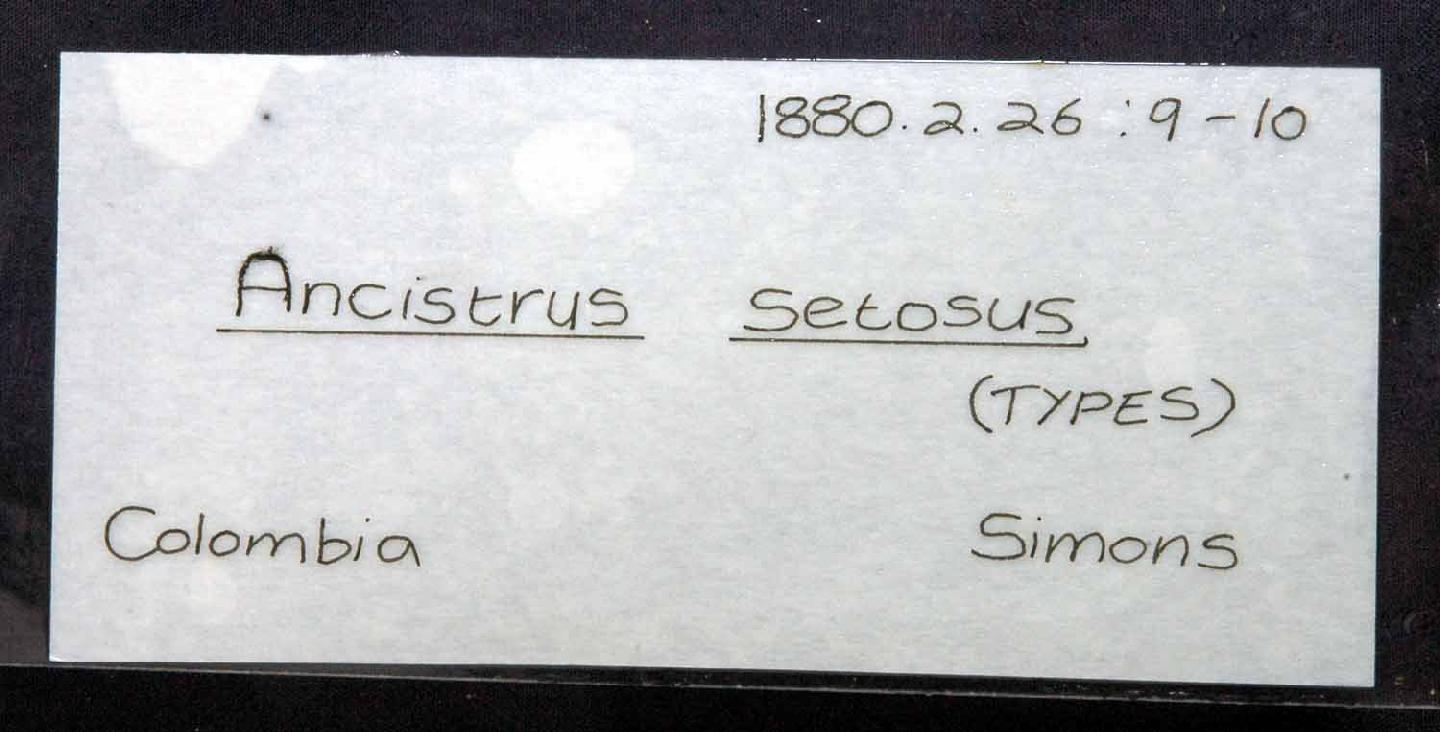 1880.2.26:9-10
Ancistrus setosus
(TYPES)
Colombia Simons